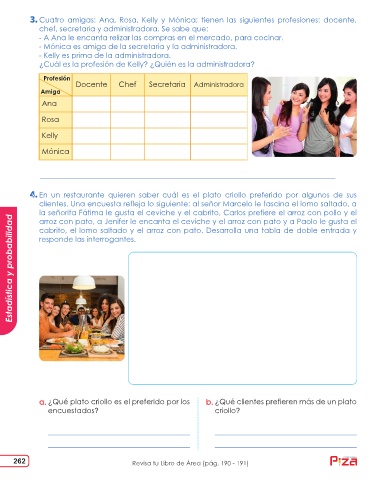 3. Cuatro amigas: Ana, Rosa, Kelly y Mónica; tienen las siguientes profesiones: docente,
chef, secretaria y administradora. Se sabe que:
- A Ana le encanta relizar las compras en el mercado, para cocinar.
- Mónica es amiga de la secretaria y la administradora.
- Kelly es prima de la administradora.
¿Cuál es la profesión de Kelly? ¿Quién es la administradora?
Profesión
Docente Chef Secretaria Administradora
Amiga
Ana
Rosa
Kelly
Mónica
4. En un restaurante quieren saber cuál es el plato criollo preferido por algunos de sus
clientes. Una encuesta refleja lo siguiente: al señor Marcelo le fascina el lomo saltado, a
la señorita Fátima le gusta el ceviche y el cabrito, Carlos prefiere el arroz con pollo y el
arroz con pato, a Jenifer le encanta el ceviche y el arroz con pato y a Paolo le gusta el
cabrito, el lomo saltado y el arroz con pato. Desarrolla una tabla de doble entrada y
responde las interrogantes.
Estadística y probabilidad
a. ¿Qué plato criollo es el preferido por los
encuestados?
b. ¿Qué clientes prefieren más de un plato
criollo?
262
Revisa tu Libro de Área (pág. 190 - 191)